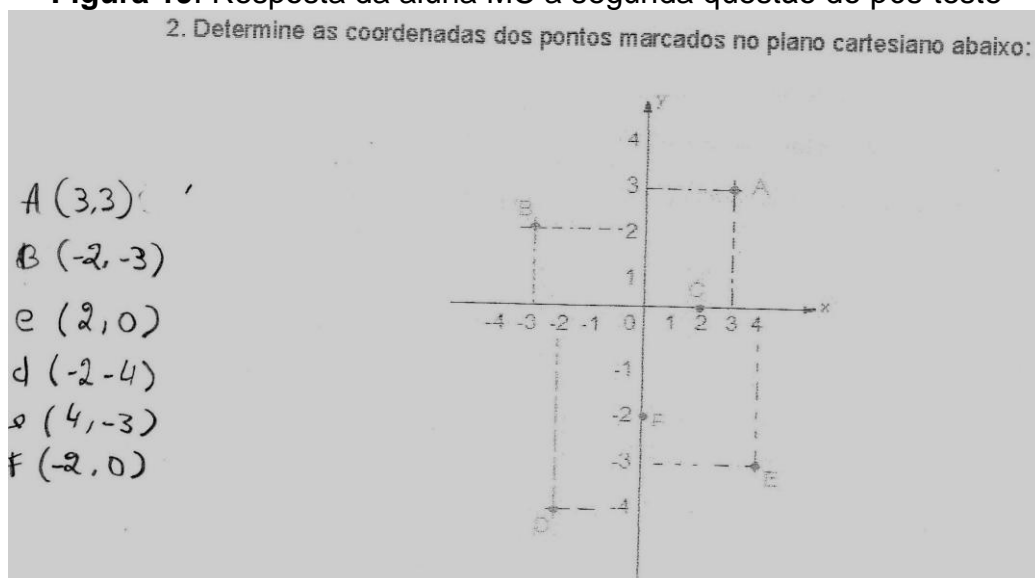 Figura 15: Resposta da aluna MC à segunda questão do pós-teste
2. Determine as coordenadas dos pontos marcados no plano cartesiano abaixo:
A (3,3)
B (-2, -3)
e (2,0)
d (-2-4)
e (4,-3)
F (-2,0)
y
4
3
A
B
2
1
C
x
-4 -3 -2 -1 0 1 2 3 4
-1
-2
F
-3
E
-4
D